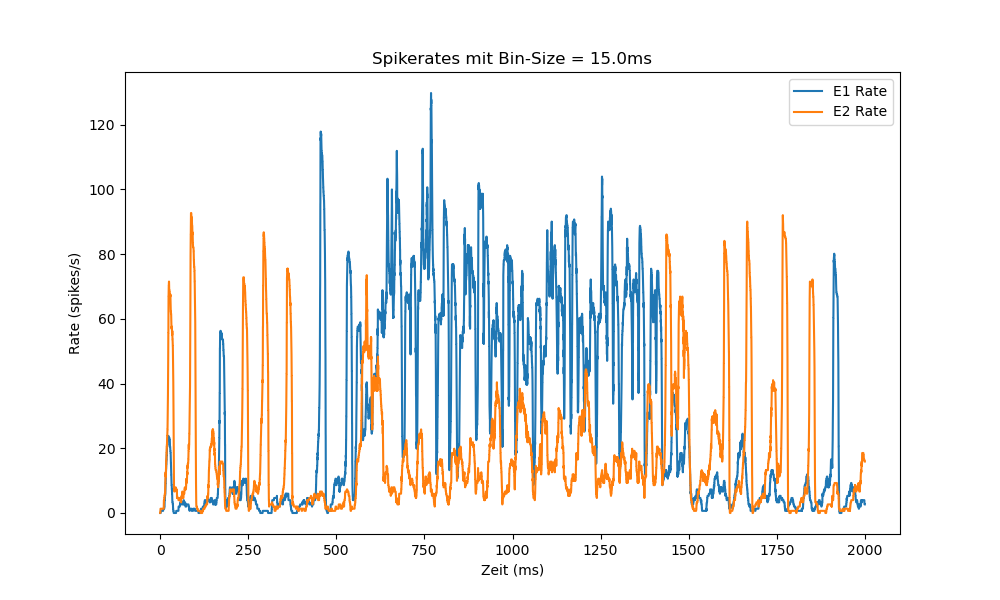 Spikerates mit Bin-Size = 15.0ms
E1 Rate
E2 Rate
120
100
80
60
40
20
0
Rate (spikes/s)
0 250 500 750 1000 1250 1500 1750 2000
Zeit (ms)